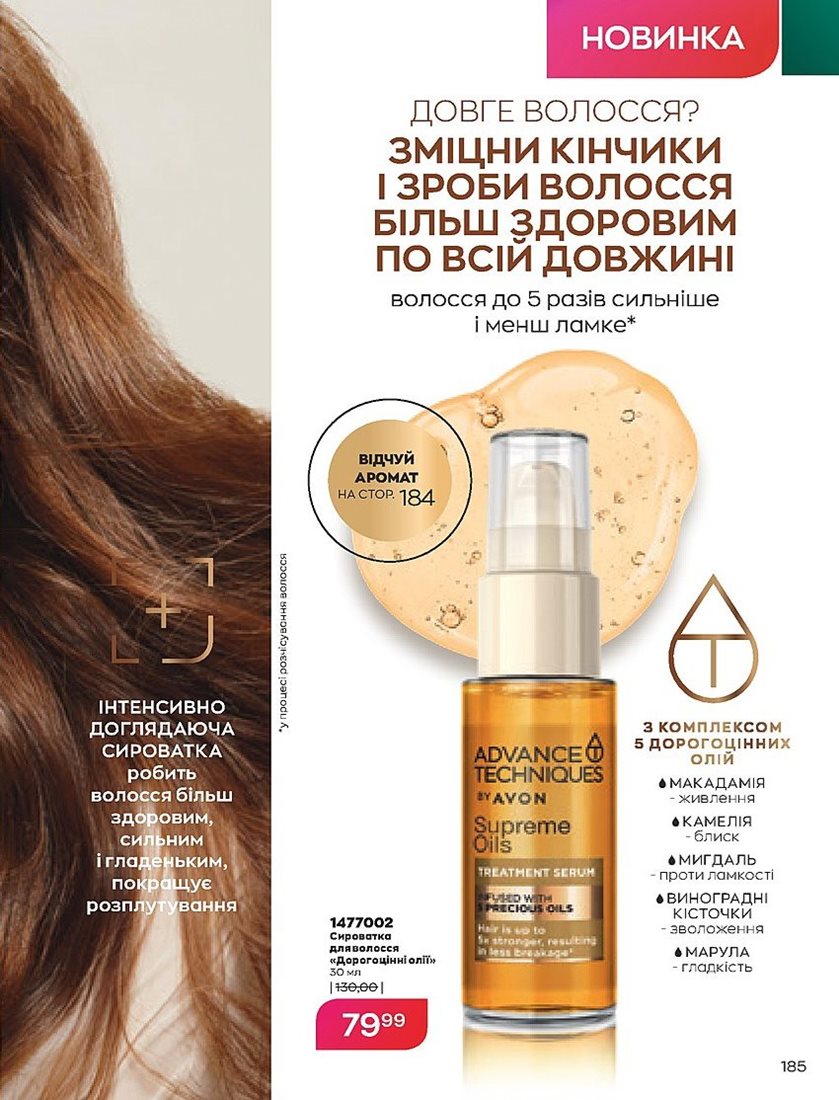 НОВИНКА
ДОВГЕ ВОЛОССЯ?
ЗМІЦНИ КІНЧИКИ
І ЗРОБИ ВОЛОССЯ
БІЛЬШ ЗДОРОВИМ
ПО ВСІЙ ДОВЖИНІ
волосся до 5 разів сильніше
і менш ламке*
ВІДЧУЙ
АРОМАТ
НА СТОР. 184
*у процесі розчісування волосся
ІНТЕНСИВНО
ДОГЛЯДАЮЧА
СИРОВАТКА
робить
волосся більш
здоровим,
сильним
і гладеньким,
покращує
розплутування
ADVANCE T
TECHNIQUES
BY AVON
Supreme
Oils
TREATMENT SERUM
INFUSED WITH
5 PRECIOUS OILS
Hair is up to
5x stronger, resulting
in less breakage*
T
З КОМПЛЕКСОМ
5 ДОРОГОЦІННИХ
ОЛІЙ
МАКАДАМІЯ
- живлення
КАМЕЛІЯ
- блиск
МИГДАЛЬ
- проти ламкості
ВИНОГРАДНІ
КІСТОЧКИ
- зволоження
МАРУЛА
- гладкість
1477002
Сироватка
для волосся
«Дорогоцінні олії»
30 мл
|130,00|
7999
185